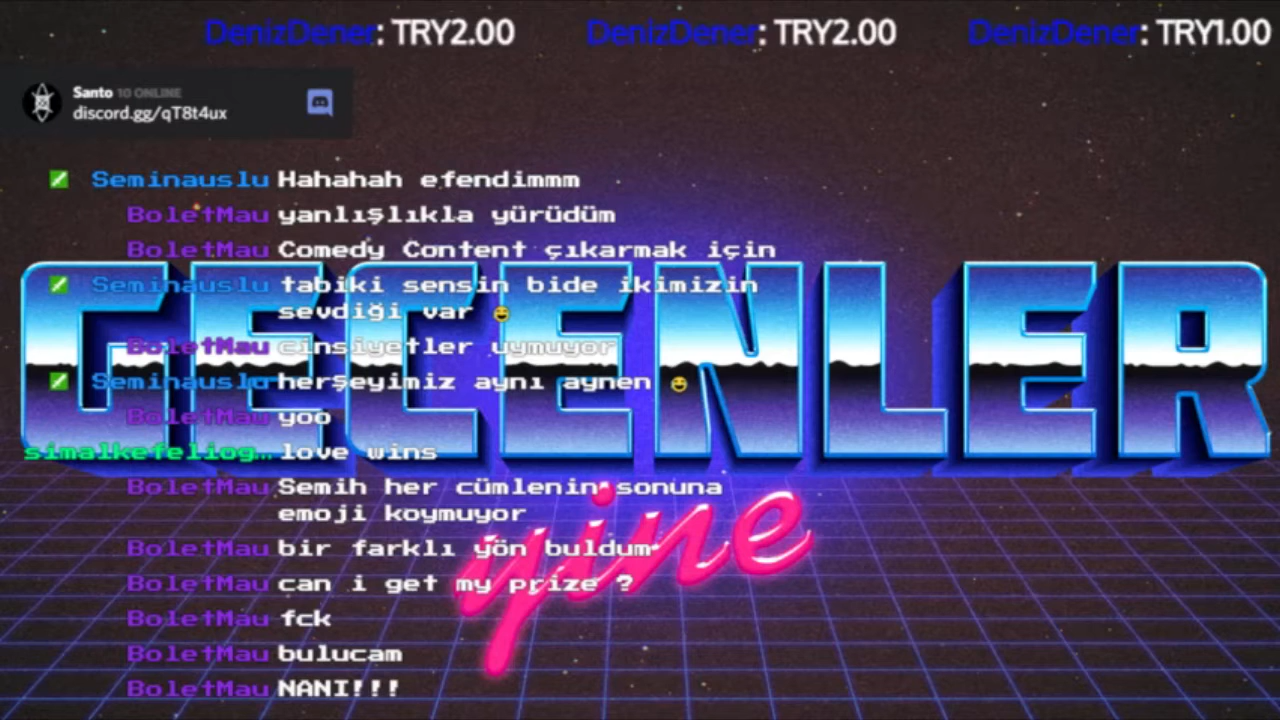 DenizDener: TRY2.00 DenizDener: TRY2.00 DenizDener: TRY1.00
Santo 10 ONLINE
discord.gg/qT8t4ux
Seminauslu Hahahah efendimmm
BoletMau yanlışlıkla yürüdüm
BoletMau Comedy Content çıkarmak için
Seminauslu tabiki sensin bide ikimizin
sevdiği var 😄
BoletMau cinsiyetler uymuyor
Seminauslu herşeyimiz aynı aynen 😄
BoletMau yoo
simalkefeliog… love wins
BoletMau Semih her cümlenin sonuna
emoji koymuyor
BoletMau bir farklı yön buldum
BoletMau can i get my prize ?
BoletMau fck
BoletMau bulucam
BoletMau NANI!!!
GECENLER
yine